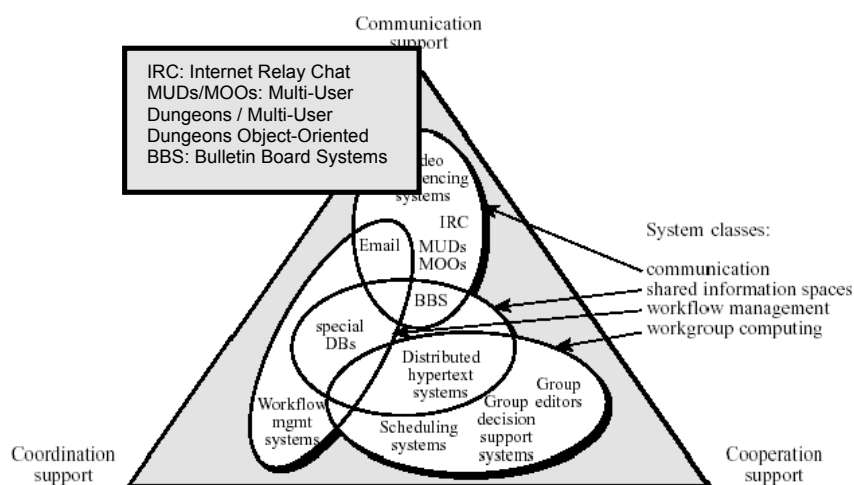 Communication
support
IRC: Internet Relay Chat
MUDs/MOOs: Multi-User
Dungeons / Multi-User
Dungeons Object-Oriented
BBS: Bulletin Board Systems
systems
IRC
Email
MUDs
MOOs
BBS
System classes:
communication
shared information spaces
workflow management
workgroup computing
special
DBs
Distributed
hypertext
systems
Group
editors
Group
decision
support
systems
Workflow
mgmt
systems
Scheduling
systems
Coordination
support
Cooperation
support